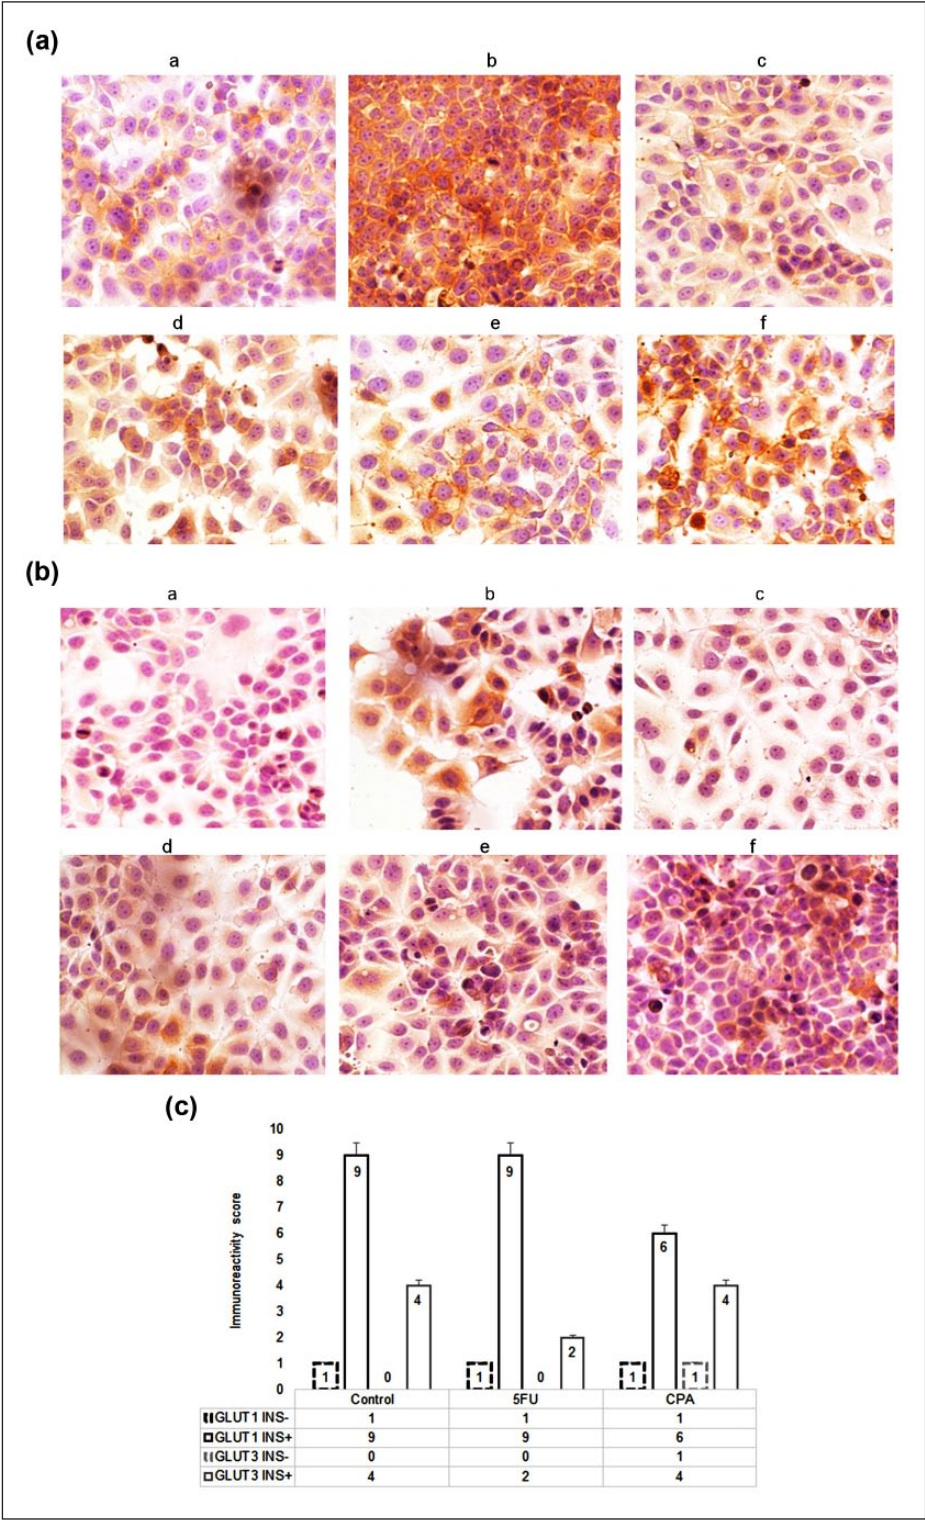 (a)
a b c
d e f
(b)
a b c
d e f
(c)
Immunoreactivity score
10
9
8
7
6
5
4
3
2
1
0
1 9 0 4
1 9 0 2
1 6 1 4
Control 5FU CPA
GLUT1 INS- 1 1 1
GLUT1 INS+ 9 9 6
GLUT3 INS- 0 0 1
GLUT3 INS+ 4 2 4